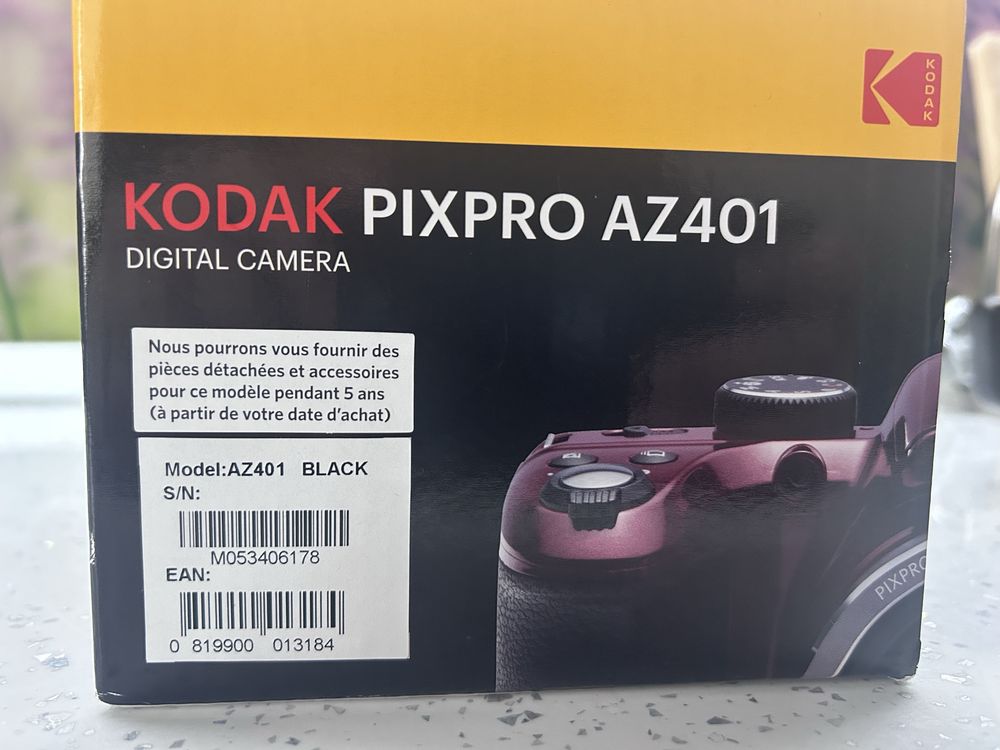 KODAK
KODAK PIXPRO AZ401
DIGITAL CAMERA
Nous pourrons vous fournir des
pièces détachées et accessoires
pour ce modèle pendant 5 ans
(à partir de votre date d'achat)
Model:AZ401 BLACK
S/N:
M053406178
EAN:
0 819900 013184
PIXPRO